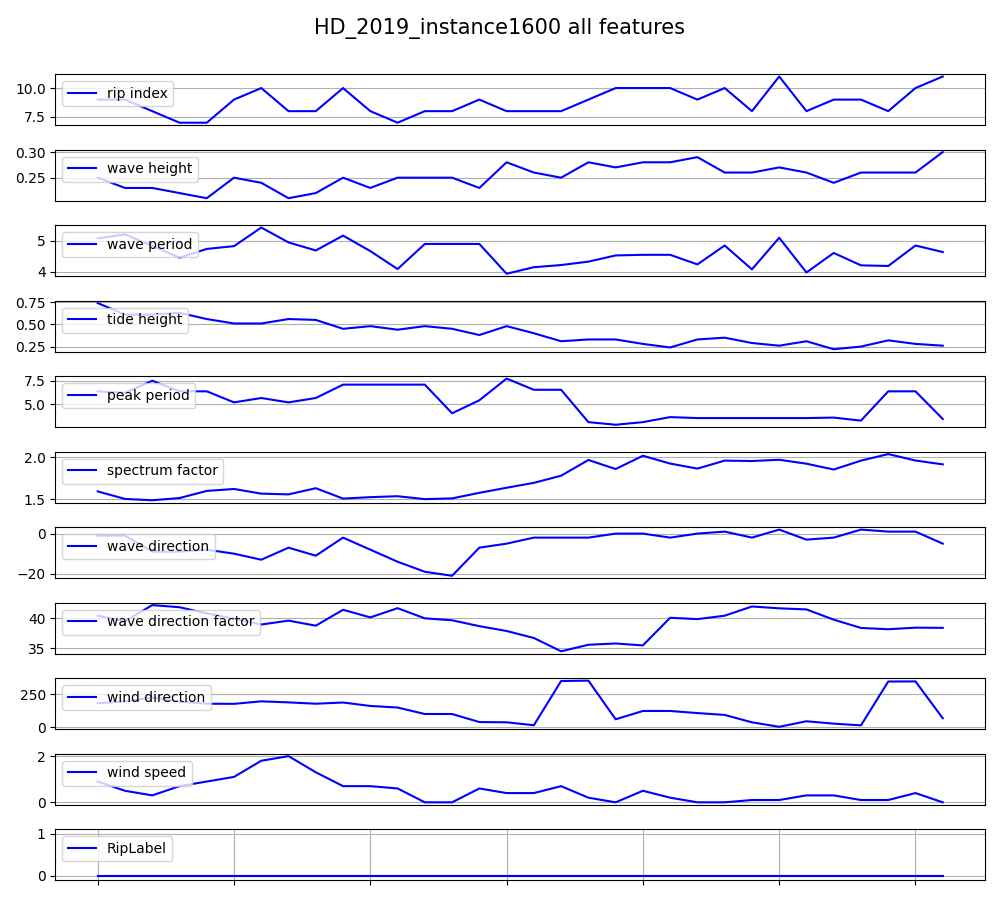 HD_2019_instance1600 all features
10.0
7.5
rip index
0.30
0.25
wave height
5
4
wave period
0.75
0.50
0.25
tide height
7.5
5.0
peak period
2.0
1.5
spectrum factor
0
−20
wave direction
40
35
wave direction factor
250
0
wind direction
2
0
wind speed
1
0
RipLabel